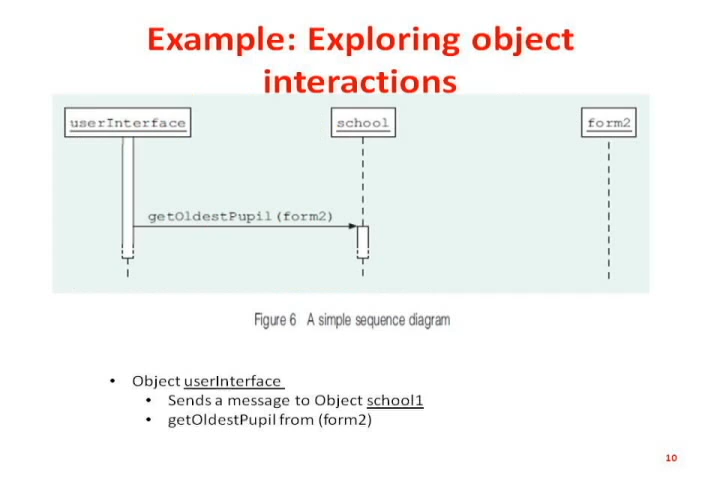 Example: Exploring object
interactions
userInterface
school
form2
getOldestPupil(form2)
Figure 6 A simple sequence diagram
• Object userInterface
• Sends a message to Object school1
• getOldestPupil from (form2)
10